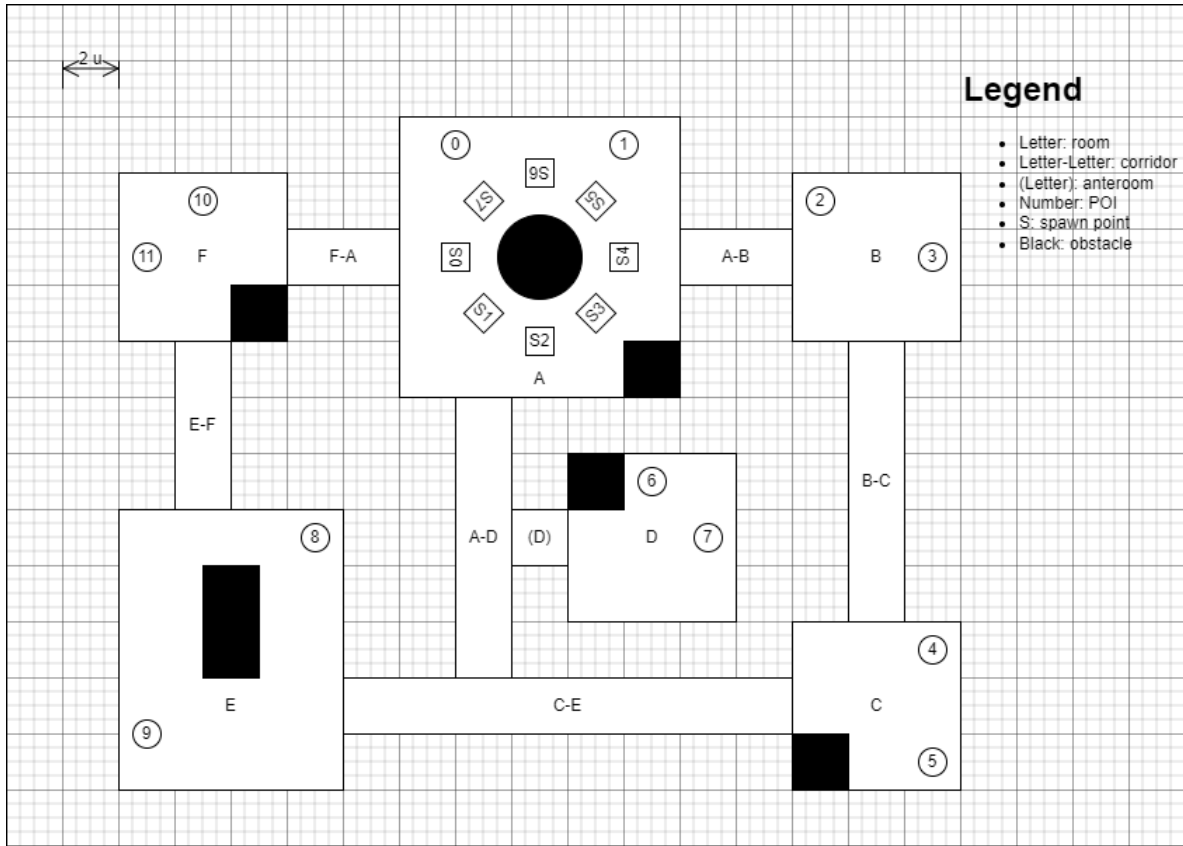 2 u
Legend
Letter: room
Letter-Letter: corridor
(Letter): anteroom
Number: POI
S: spawn point
Black: obstacle
0
1
S6
S7
S5
10
2
11
F
F-A
S0
S4
A-B
B
3
S1
S3
S2
A
E-F
B-C
6
8
A-D
(D)
D
7
4
E
C-E
C
9
5